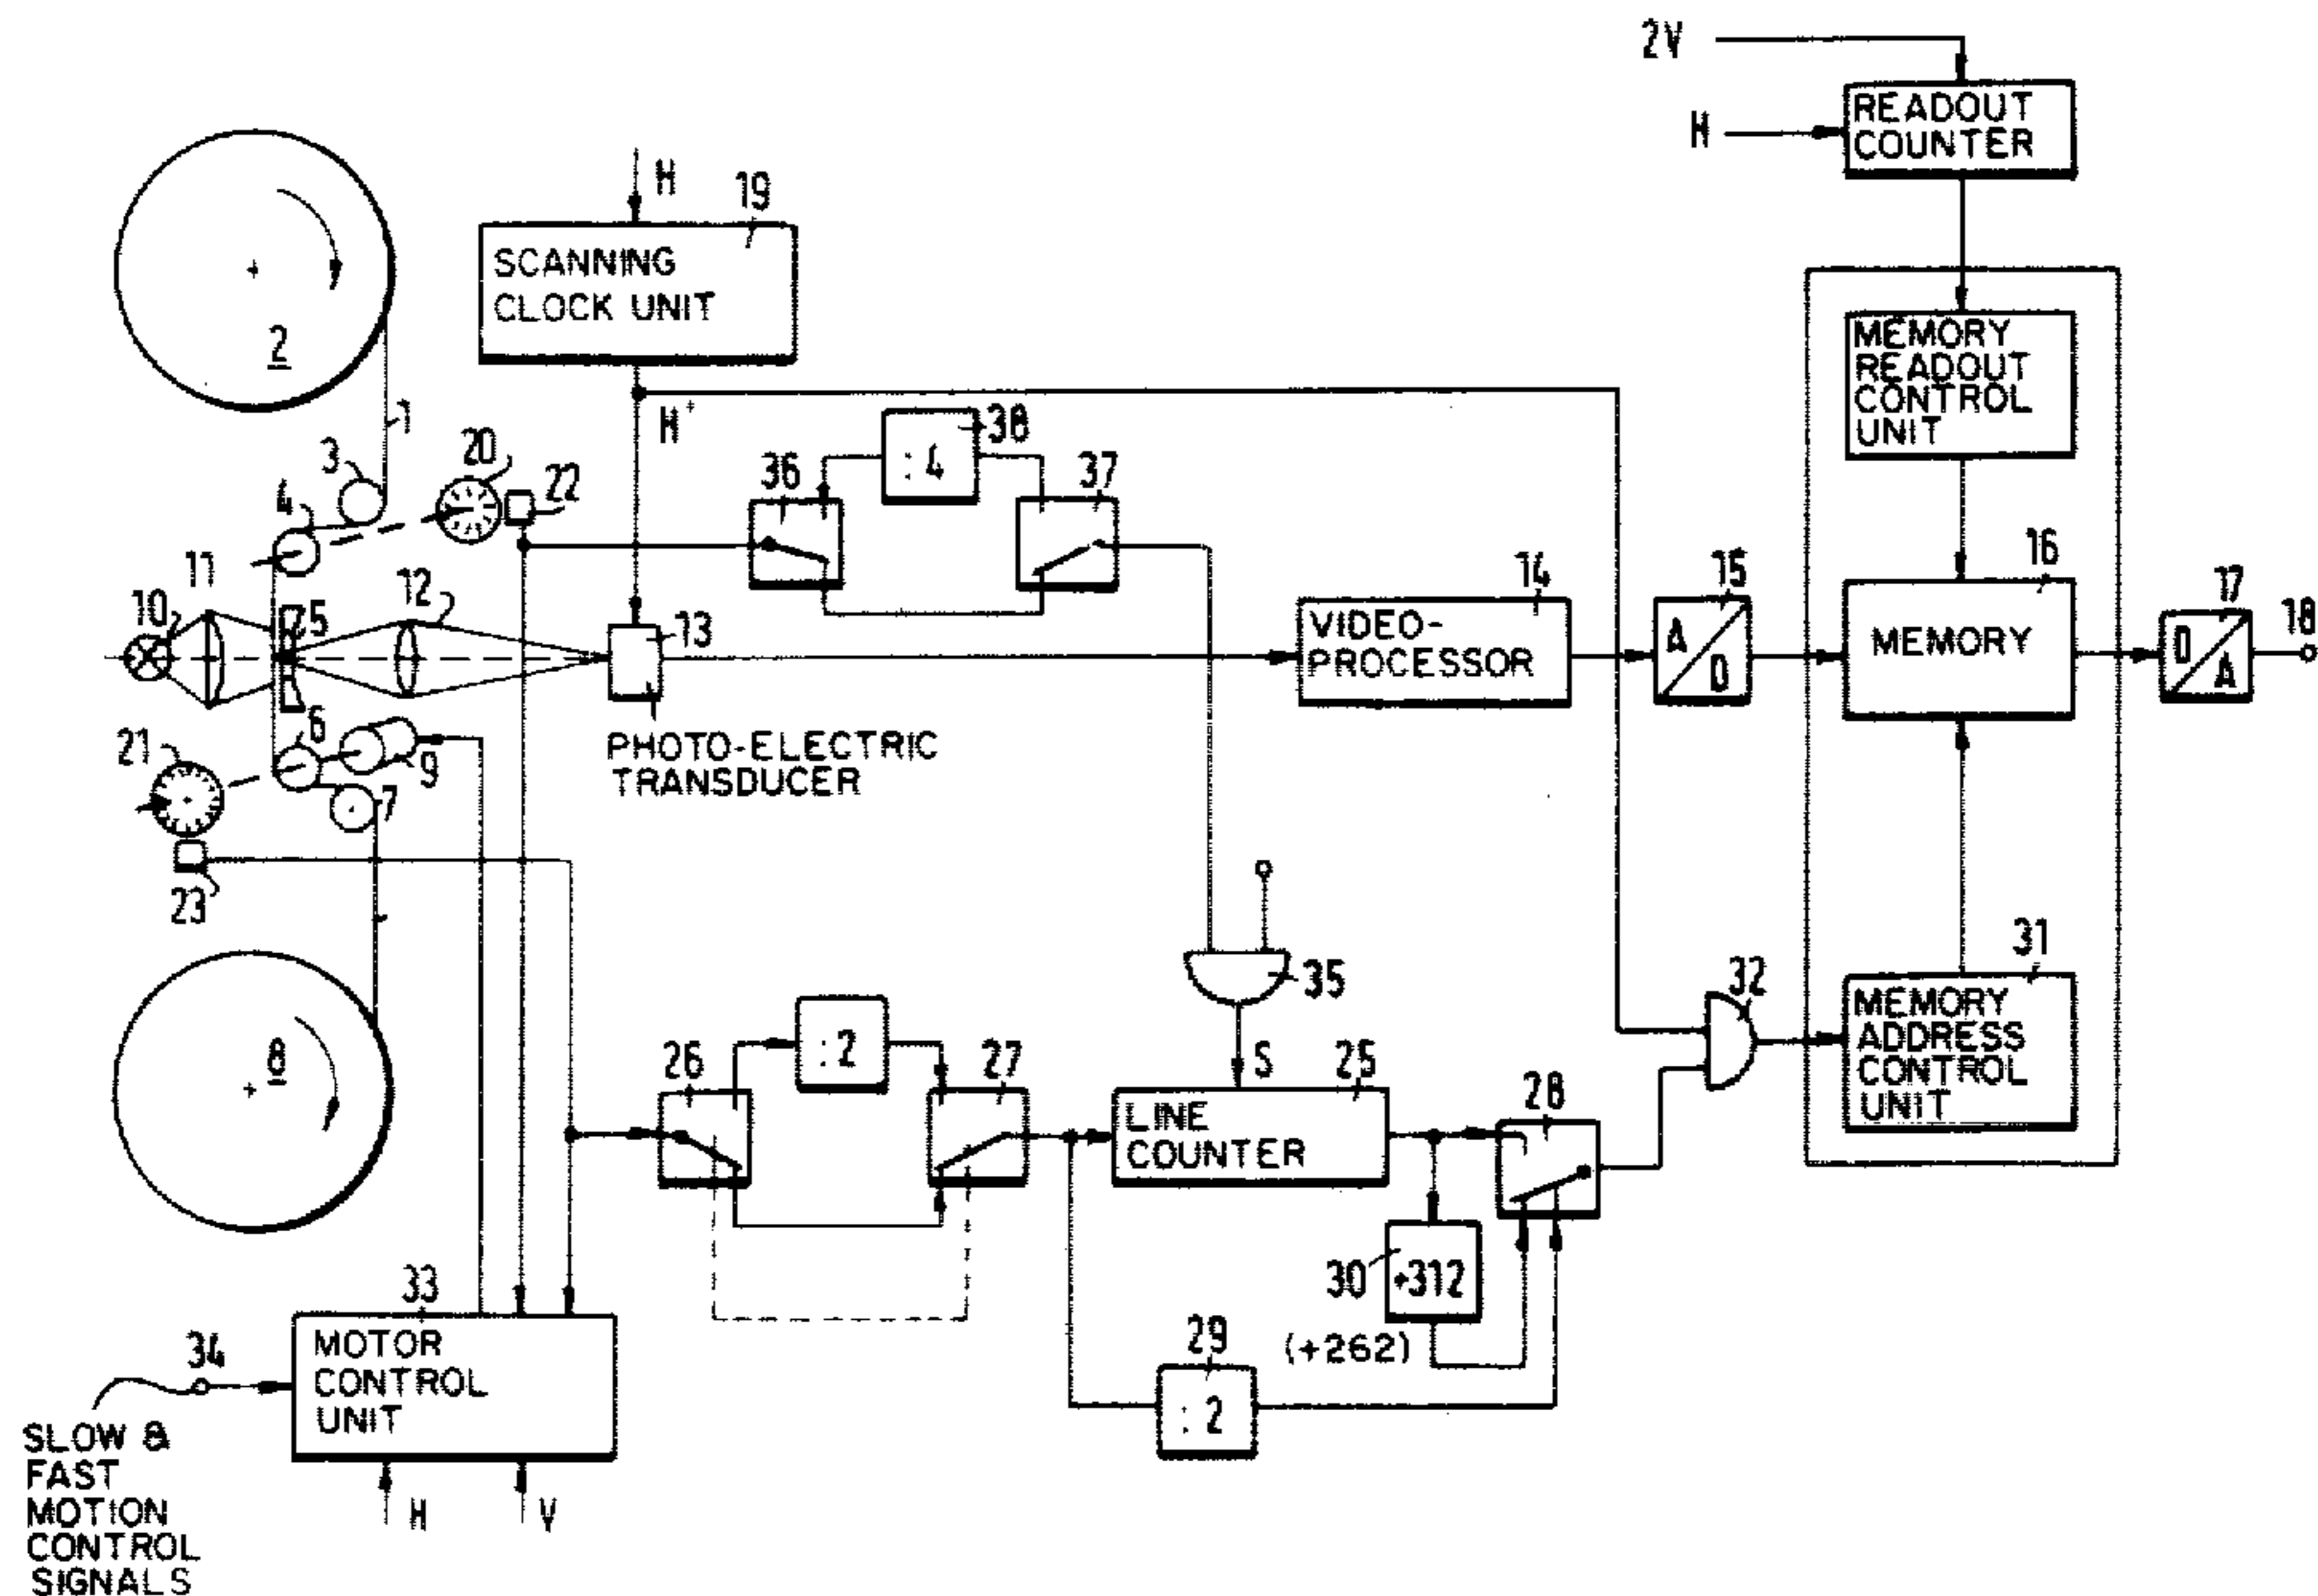 2V
READOUT
COUNTER
H
H
19
SCANNING
CLOCK UNIT
2
1
H+
38
: 4
36
37
3
20
22
4
MEMORY
READOUT
CONTROL
UNIT
11
10
5
12
13
14
VIDEO-
PROCESSOR
15
A
D
16
MEMORY
17
D
A
18
PHOTO-ELECTRIC
TRANSDUCER
6
9
21
7
23
35
32
31
MEMORY
ADDRESS
CONTROL
UNIT
8
26
: 2
27
S
25
LINE
COUNTER
28
30
+312
(+262)
29
: 2
33
MOTOR
CONTROL
UNIT
34
SLOW &
FAST
MOTION
CONTROL
SIGNALS
H
V